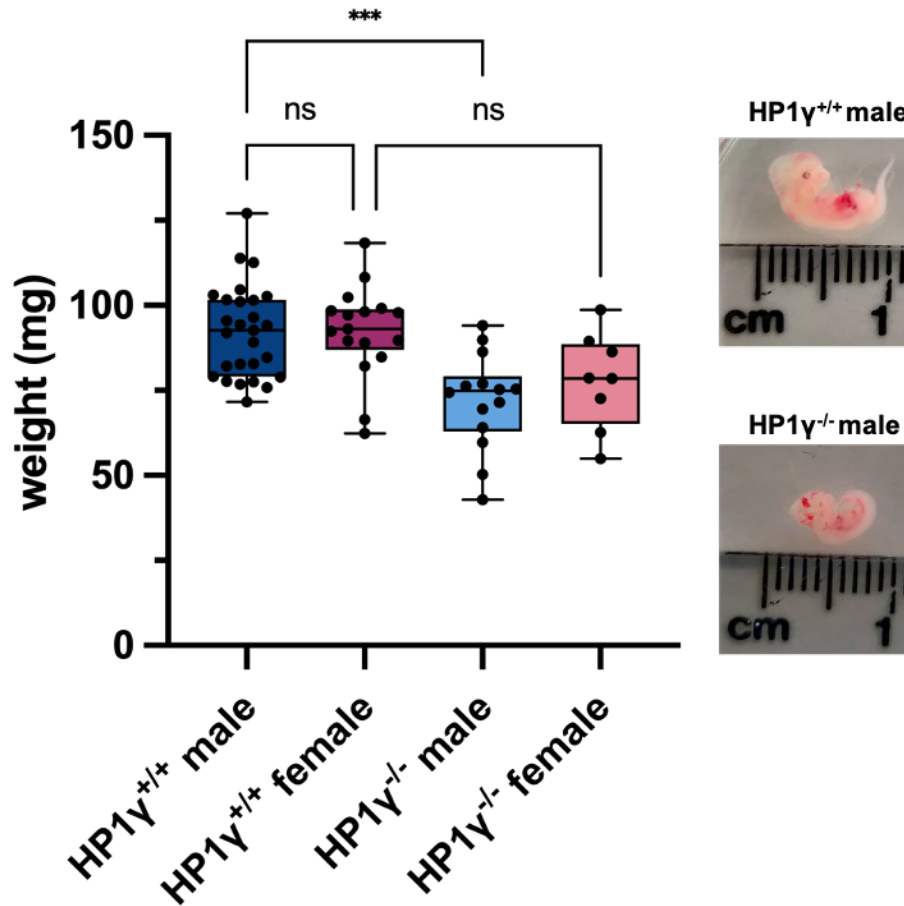 ***
ns
ns
150
100
50
0
weight (mg)
HP1γ+/+ male
HP1γ+/+ female
HP1γ-/- male
HP1γ-/- female
HP1γ+/+ male
cm 1
HP1γ-/- male
cm 1